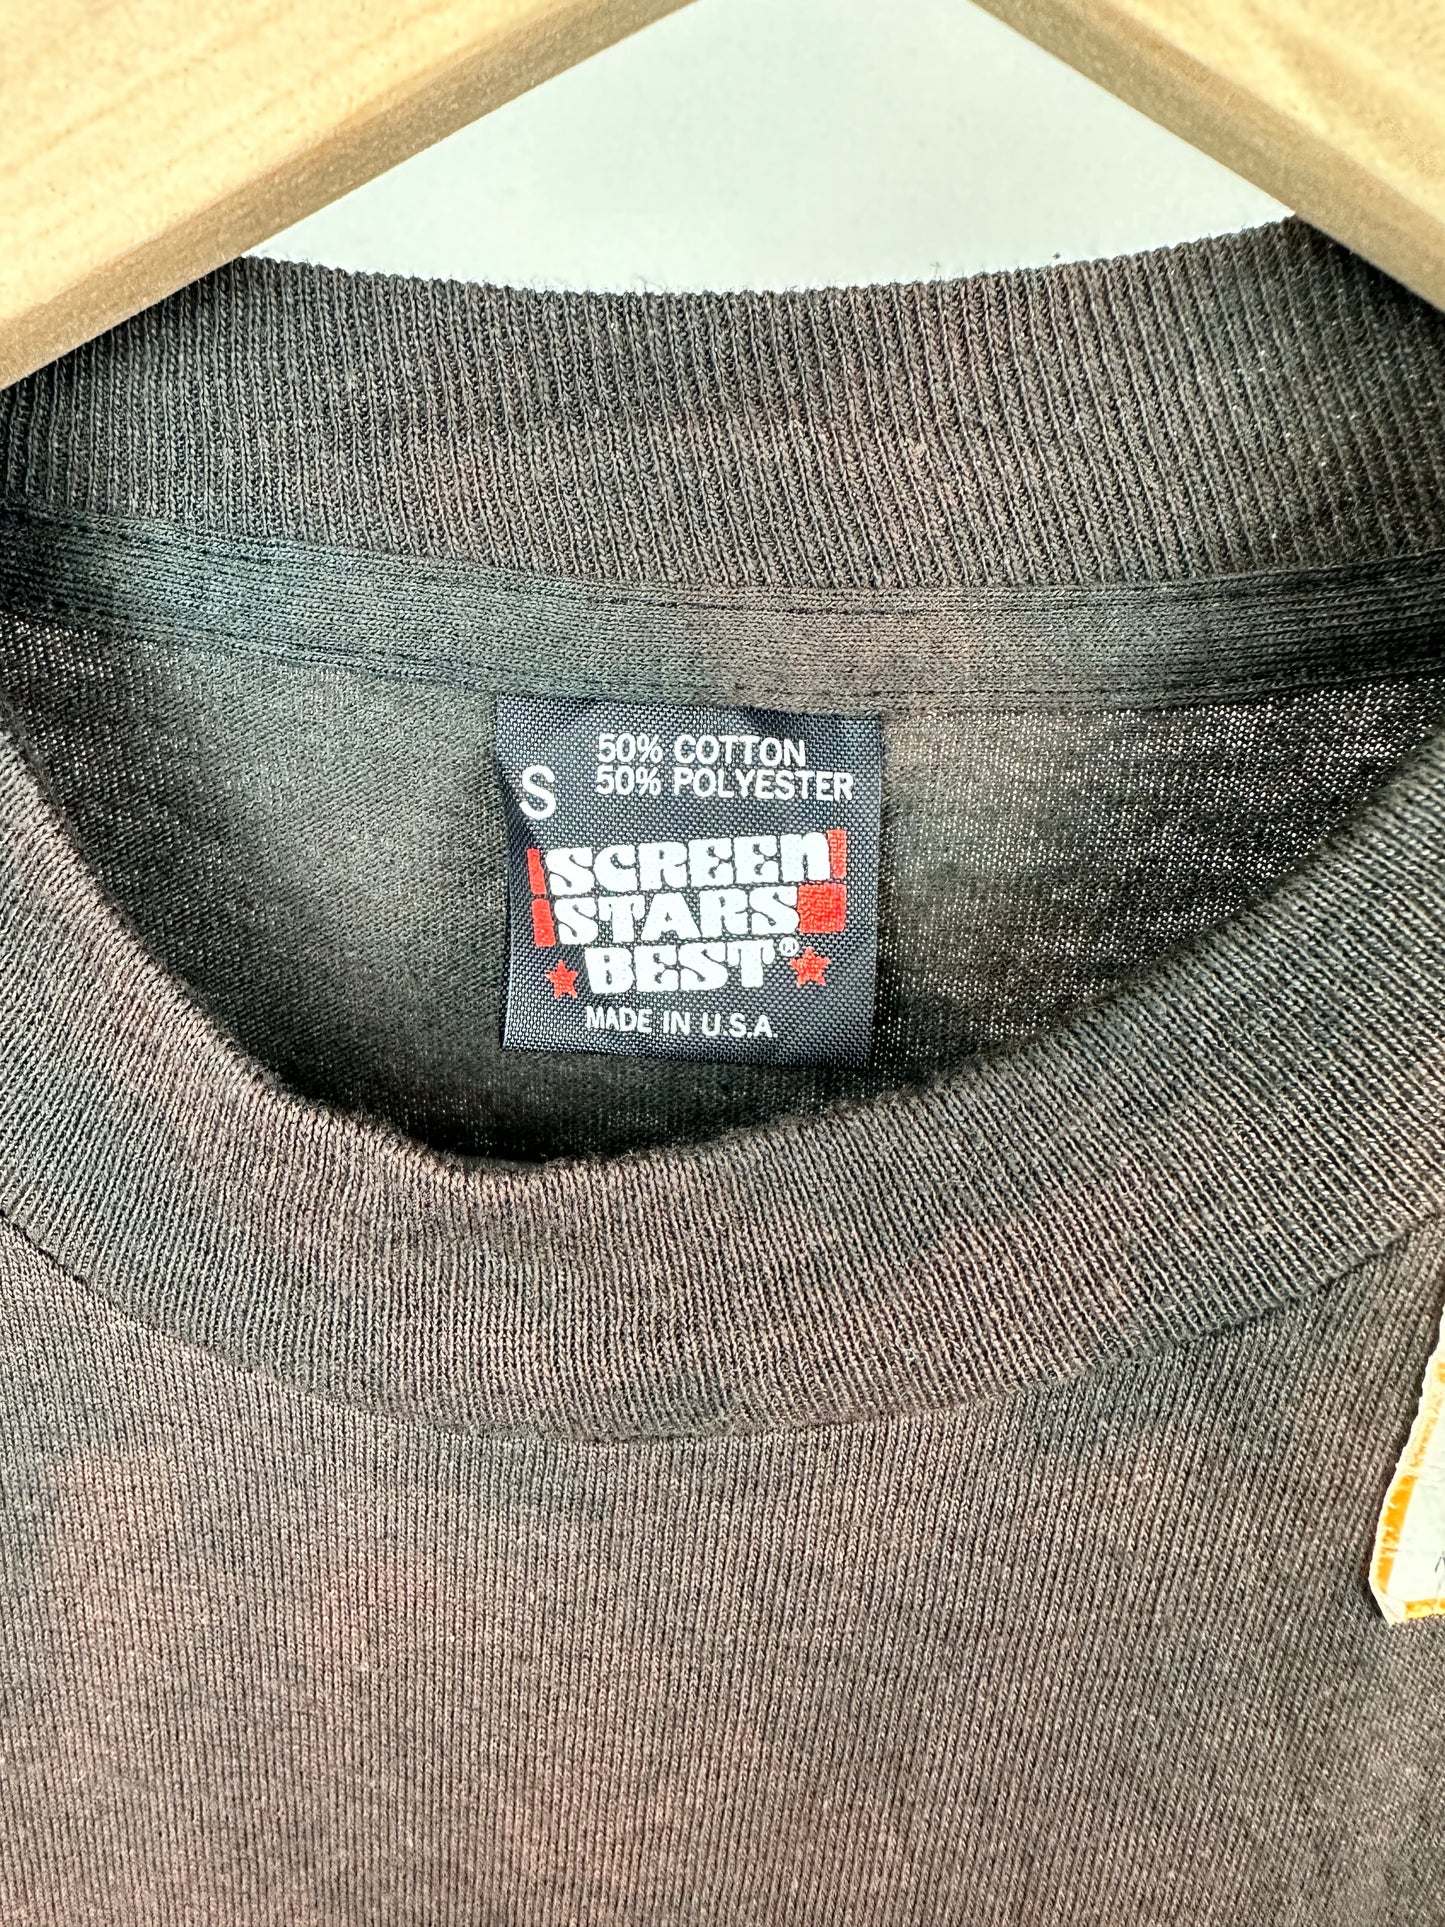 50% COTTON
50% POLYESTER
S
SCREEN
STARS
BEST®
MADE IN U.S.A